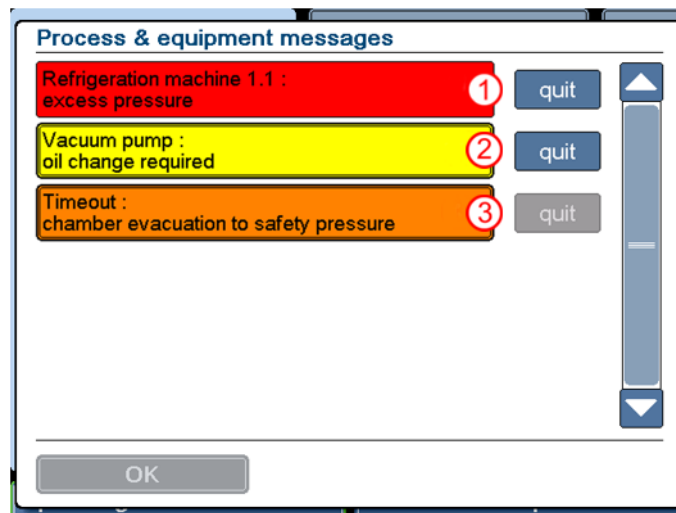 Process & equipment messages
Refrigeration machine 1.1 :
excess pressure
1
quit
Vacuum pump :
oil change required
2
quit
Timeout :
chamber evacuation to safety pressure
3
quit
OK